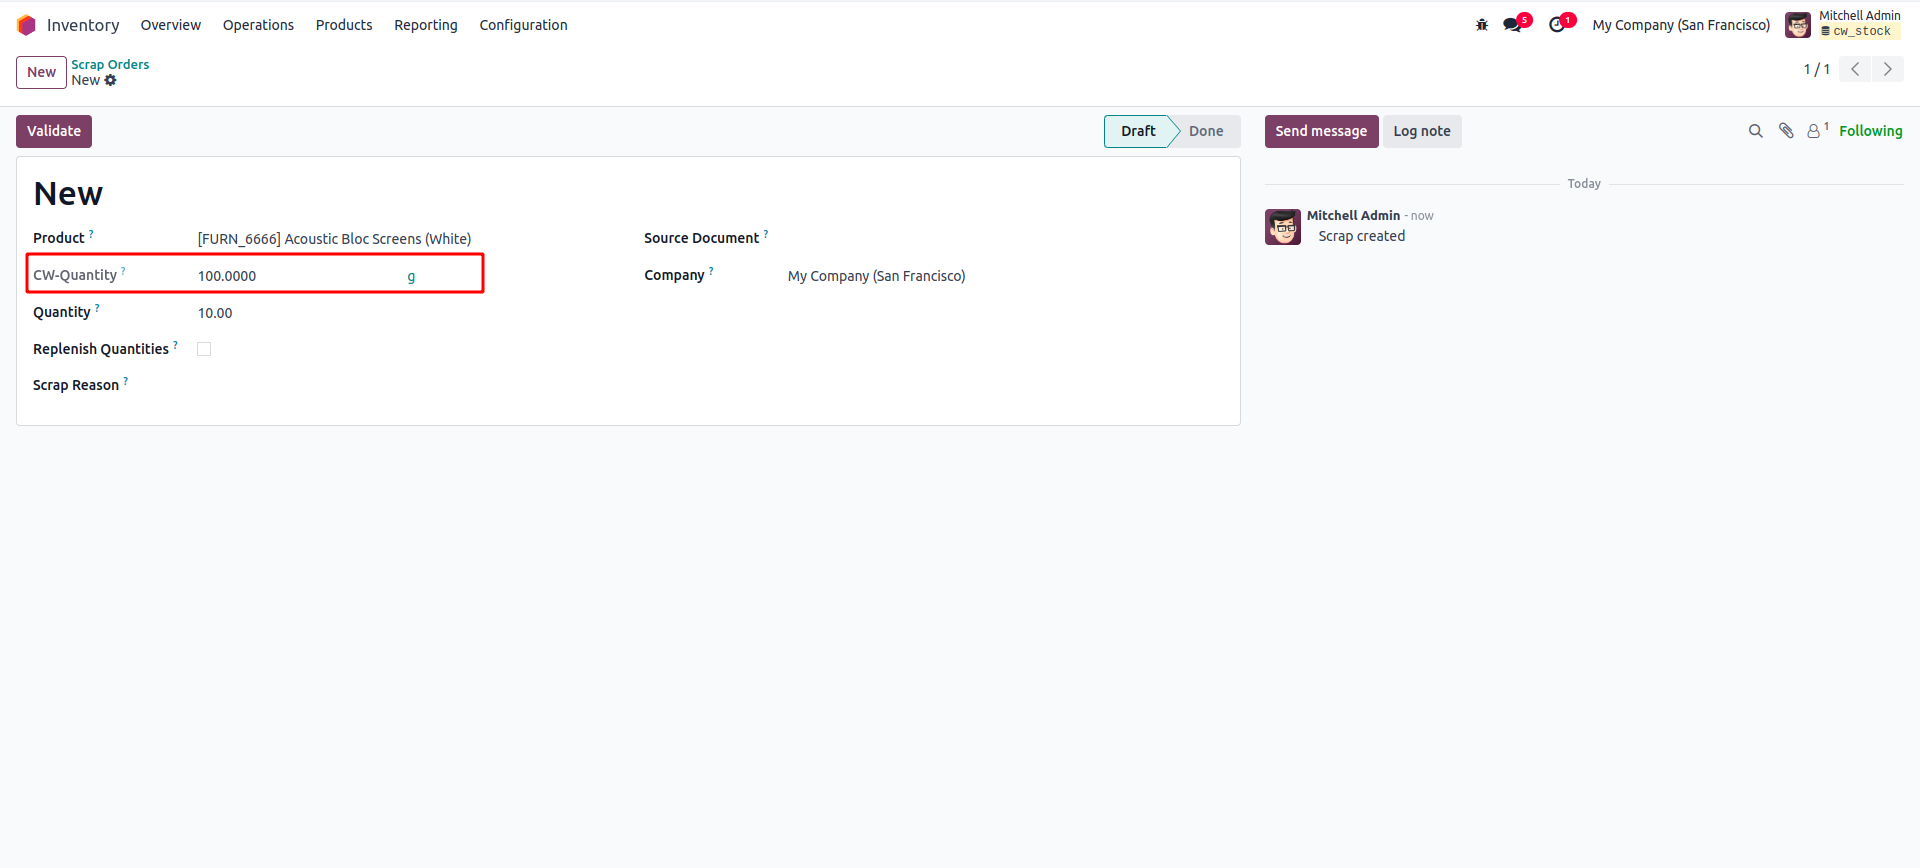 Inventory Overview Operations Products Reporting Configuration 5 1 My Company (San Francisco) Mitchell Admin
cw_stock
New Scrap Orders
New
1 / 1
Validate Draft Done Send message Log note 1 Following
New
Today
Product ? [FURN_6666] Acoustic Bloc Screens (White) Source Document ?
Mitchell Admin - now
Scrap created
CW-Quantity ? 100.0000 g Company ? My Company (San Francisco)
Quantity ? 10.00
Replenish Quantities ?
Scrap Reason ?